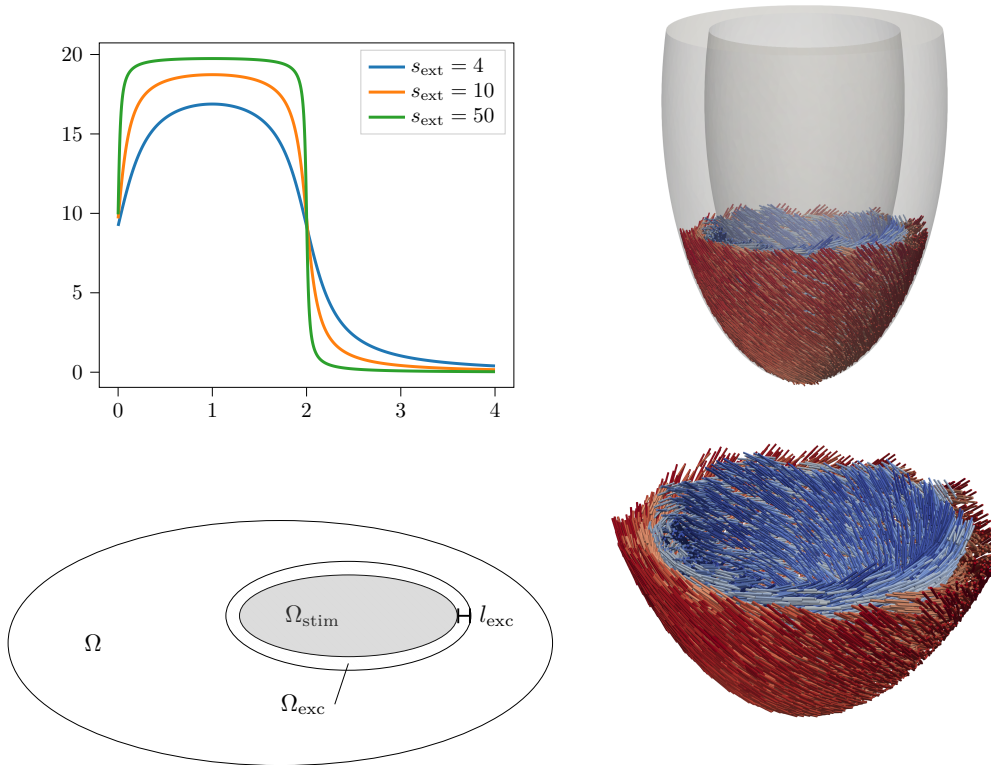 20
15
10
5
0
0 1 2 3 4
s_ext = 4
s_ext = 10
s_ext = 50
Ω_stim
l_exc
Ω
Ω_exc